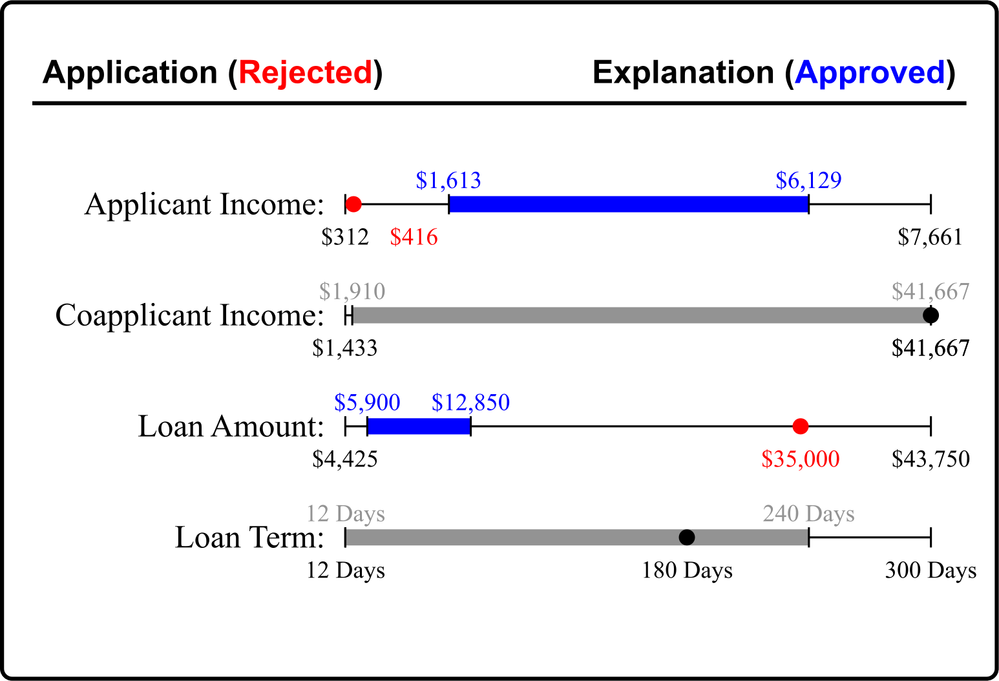 Application (Rejected)
Explanation (Approved)
$1,613
$6,129
Applicant Income:
$312
$416
$7,661
$1,910
$41,667
Coapplicant Income:
$1,433
$41,667
$5,900
$12,850
Loan Amount:
$4,425
$35,000
$43,750
12 Days
240 Days
Loan Term:
12 Days
180 Days
300 Days